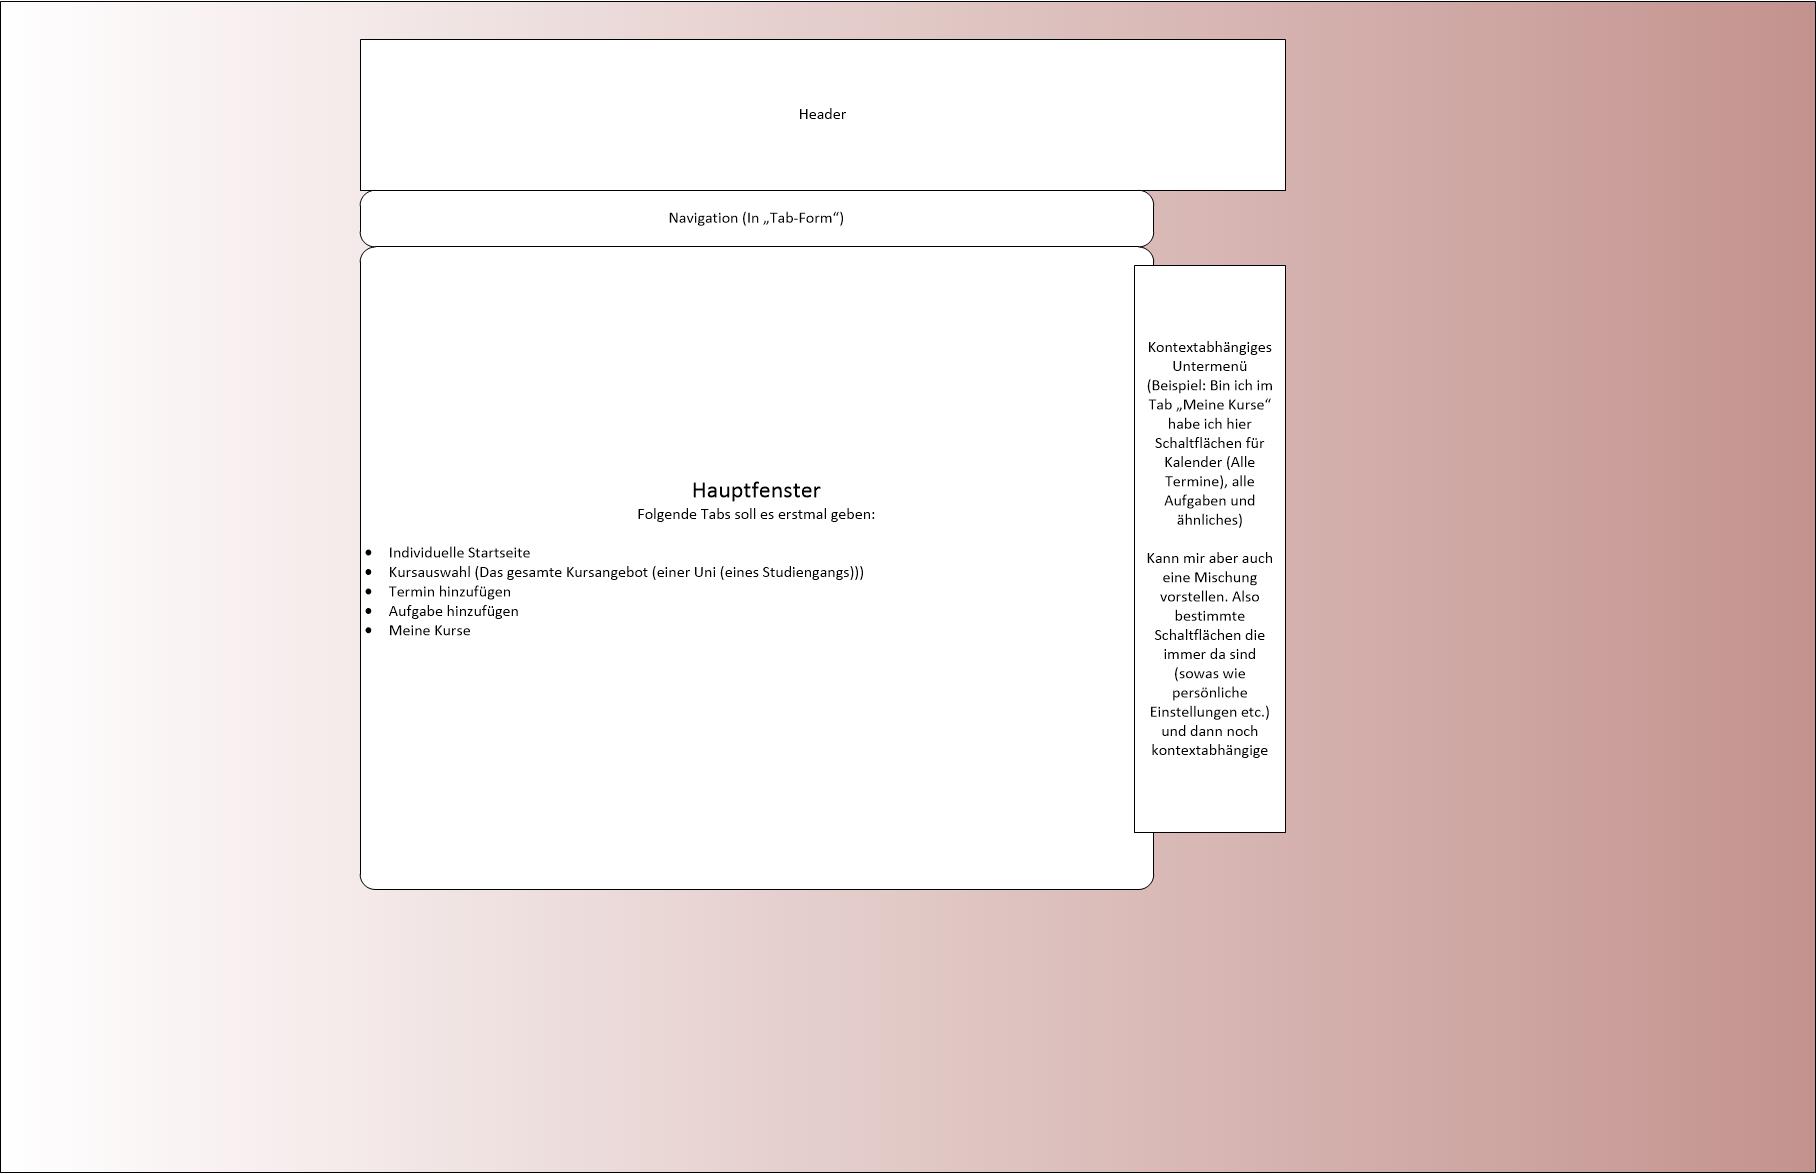 Header
Navigation (In „Tab-Form“)
Hauptfenster
Folgende Tabs soll es erstmal geben:
• Individuelle Startseite
• Kursauswahl (Das gesamte Kursangebot (einer Uni (eines Studiengangs)))
• Termin hinzufügen
• Aufgabe hinzufügen
• Meine Kurse
Kontextabhängiges
Untermenü
(Beispiel: Bin ich im
Tab „Meine Kurse“
habe ich hier
Schaltflächen für
Kalender (Alle
Termine), alle
Aufgaben und
ähnliches)
Kann mir aber auch
eine Mischung
vorstellen. Also
bestimmte
Schaltflächen die
immer da sind
(sowas wie
persönliche
Einstellungen etc.)
und dann noch
kontextabhängige